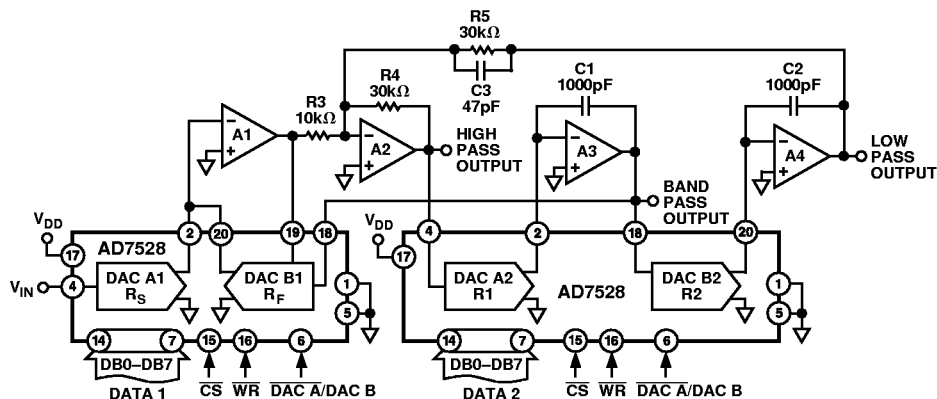 R5
30kΩ
C3
47pF
R4
30kΩ
R3
10kΩ
C1
1000pF
C2
1000pF
A1
A2
A3
A4
HIGH
PASS
OUTPUT
BAND
PASS
OUTPUT
LOW
PASS
OUTPUT
VDD
17
AD7528
2
20
19
18
VIN
4
DAC A1
RS
DAC B1
RF
1
5
14
7
15
16
6
DB0–DB7
DATA 1
CS
WR
DAC A/DAC B
VDD
17
4
2
18
20
DAC A2
R1
AD7528
DAC B2
R2
1
5
14
7
15
16
6
DB0–DB7
DATA 2
CS
WR
DAC A/DAC B